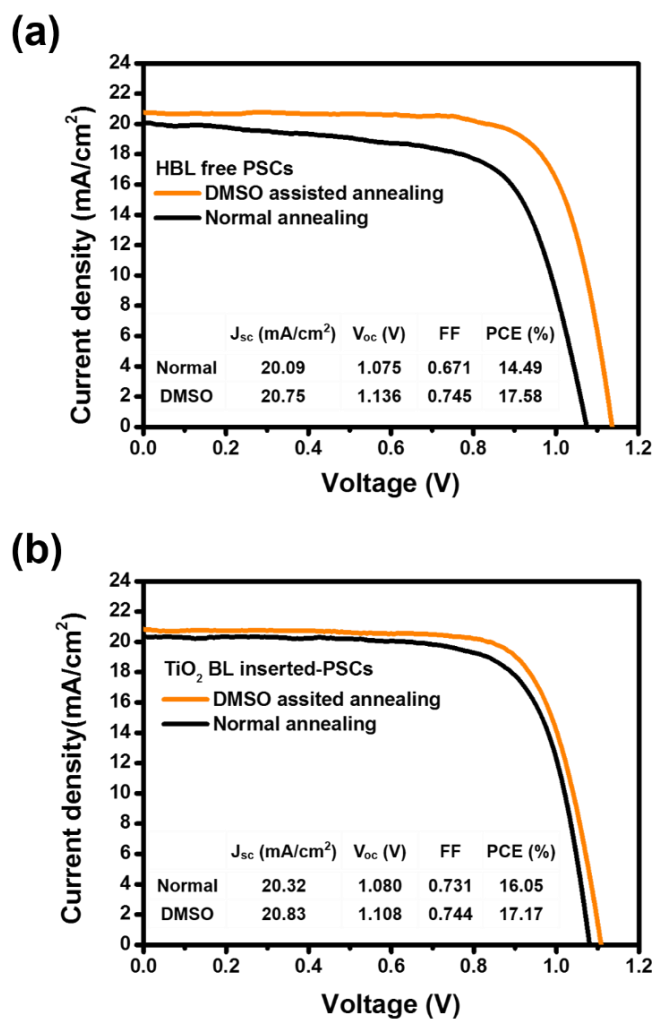 (a)
24
22
20
18
16
14
12
10
8
6
4
2
0
Current density (mA/cm²)
HBL free PSCs
DMSO assisted annealing
Normal annealing
Jsc (mA/cm²) Voc (V) FF PCE (%)
Normal 20.09 1.075 0.671 14.49
DMSO 20.75 1.136 0.745 17.58
0.0 0.2 0.4 0.6 0.8 1.0 1.2
Voltage (V)
(b)
24
22
20
18
16
14
12
10
8
6
4
2
0
Current density(mA/cm²)
TiO₂ BL inserted-PSCs
DMSO assited annealing
Normal annealing
Jsc (mA/cm²) Voc (V) FF PCE (%)
Normal 20.32 1.080 0.731 16.05
DMSO 20.83 1.108 0.744 17.17
0.0 0.2 0.4 0.6 0.8 1.0 1.2
Voltage (V)